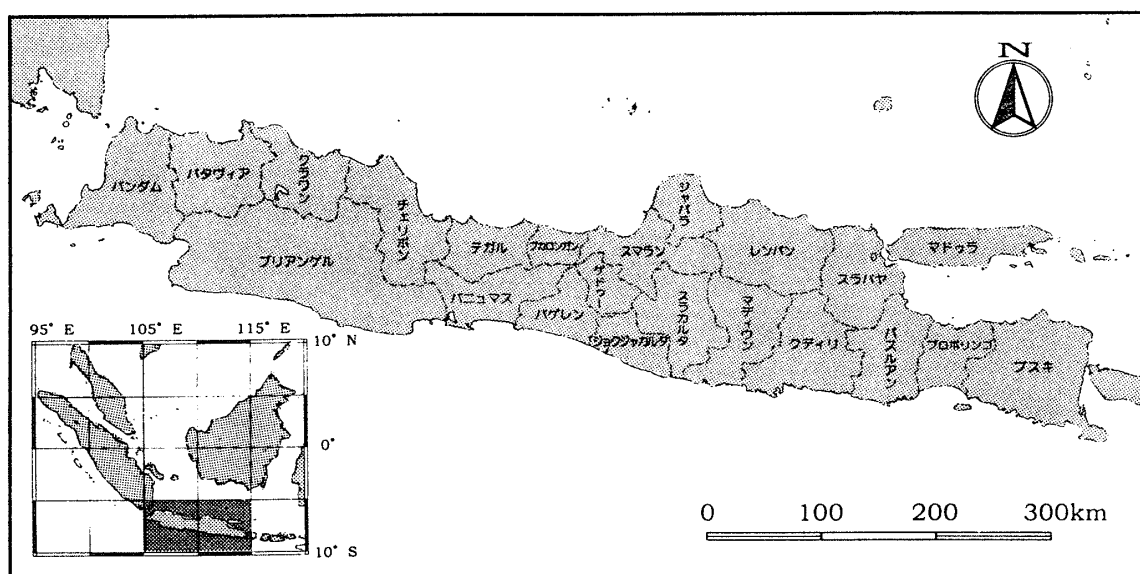 N
バンダム
バタヴィア
クラワン
チェリボン
プリアンゲル
テガル
プカロンガン
スマラン
ジャパラ
レンバン
スラバヤ
マドゥラ
バニュマス
バゲレン
ゲドゥー
ジョクジャカルタ
スラカルタ
マディウン
クディリ
パスルアン
プロボリンゴ
ブスキ
95° E 105° E 115° E
10° N
0°
10° S
0 100 200 300km